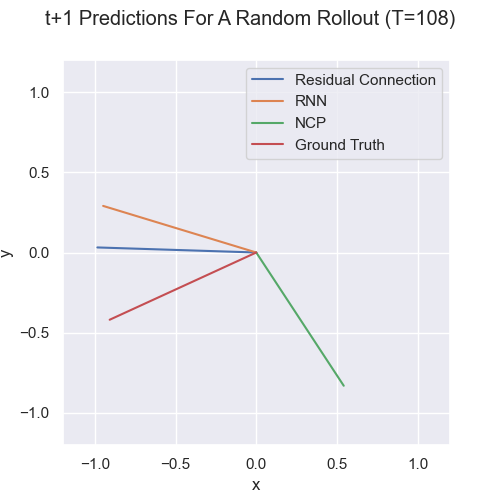 t+1 Predictions For A Random Rollout (T=108)
Residual Connection
RNN
NCP
Ground Truth
1.0
0.5
0.0
−0.5
−1.0
y
−1.0 −0.5 0.0 0.5 1.0
x